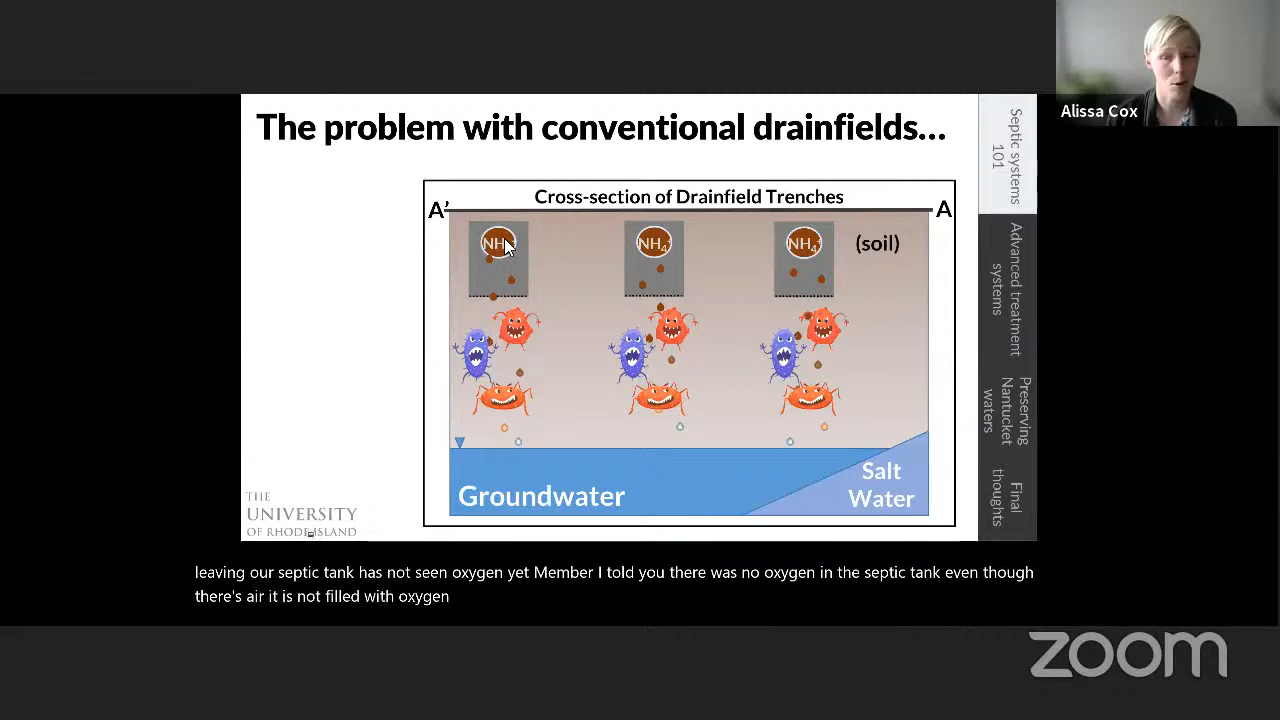 Alissa Cox
The problem with conventional drainfields...
Cross-section of Drainfield Trenches
A’
A
NH₄⁺
NH₄⁺
NH₄⁺
(soil)
Groundwater
Salt
Water
THE
UNIVERSITY
OF RHODE ISLAND
Septic systems
101
Advanced treatment
systems
Preserving
Nantucket
waters
Final
thoughts
leaving our septic tank has not seen oxygen yet Member I told you there was no oxygen in the septic tank even though
there's air it is not filled with oxygen
zoom